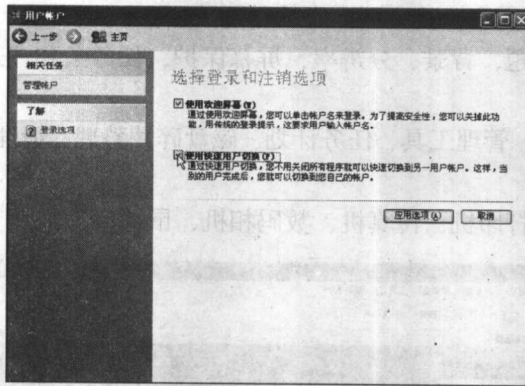 用户帐户
上一步 主页
相关任务
管理帐户
了解
登录选项
选择登录和注销选项
使用欢迎屏幕(W)
通过使用欢迎屏幕，您可以单击帐户名来登录。为了提高安全性，您可以关掉此功
能，用传统的登录提示，这要求用户输入帐户名。
使用快速用户切换(F)
通过快速用户切换，您不用关闭所有程序就可以快速切换到另一用户帐户。这样，当
别的用户完成后，您就可以切换到您自己的帐户。
应用选项(A) 取消